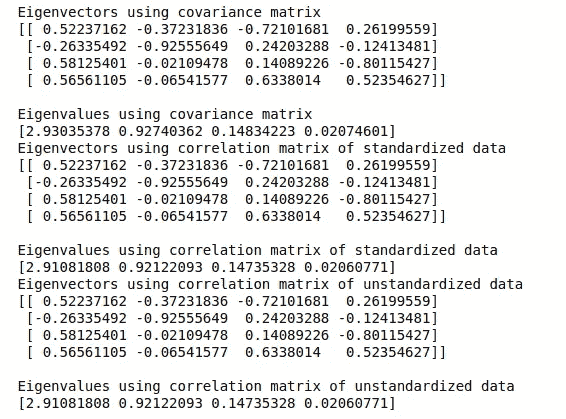 Eigenvectors using covariance matrix
[[ 0.52237162 -0.37231836 -0.72101681  0.26199559]
 [-0.26335492 -0.92555649  0.24203288 -0.12413481]
 [ 0.58125401 -0.02109478  0.14089226 -0.80115427]
 [ 0.56561105 -0.06541577  0.6338014   0.52354627]]
Eigenvalues using covariance matrix
[2.93035378 0.92740362 0.14834223 0.02074601]
Eigenvectors using correlation matrix of standardized data
[[ 0.52237162 -0.37231836 -0.72101681  0.26199559]
 [-0.26335492 -0.92555649  0.24203288 -0.12413481]
 [ 0.58125401 -0.02109478  0.14089226 -0.80115427]
 [ 0.56561105 -0.06541577  0.6338014   0.52354627]]
Eigenvalues using correlation matrix of standardized data
[2.91081808 0.92122093 0.14735328 0.02060771]
Eigenvectors using correlation matrix of unstandardized data
[[ 0.52237162 -0.37231836 -0.72101681  0.26199559]
 [-0.26335492 -0.92555649  0.24203288 -0.12413481]
 [ 0.58125401 -0.02109478  0.14089226 -0.80115427]
 [ 0.56561105 -0.06541577  0.6338014   0.52354627]]
Eigenvalues using correlation matrix of unstandardized data
[2.91081808 0.92122093 0.14735328 0.02060771]